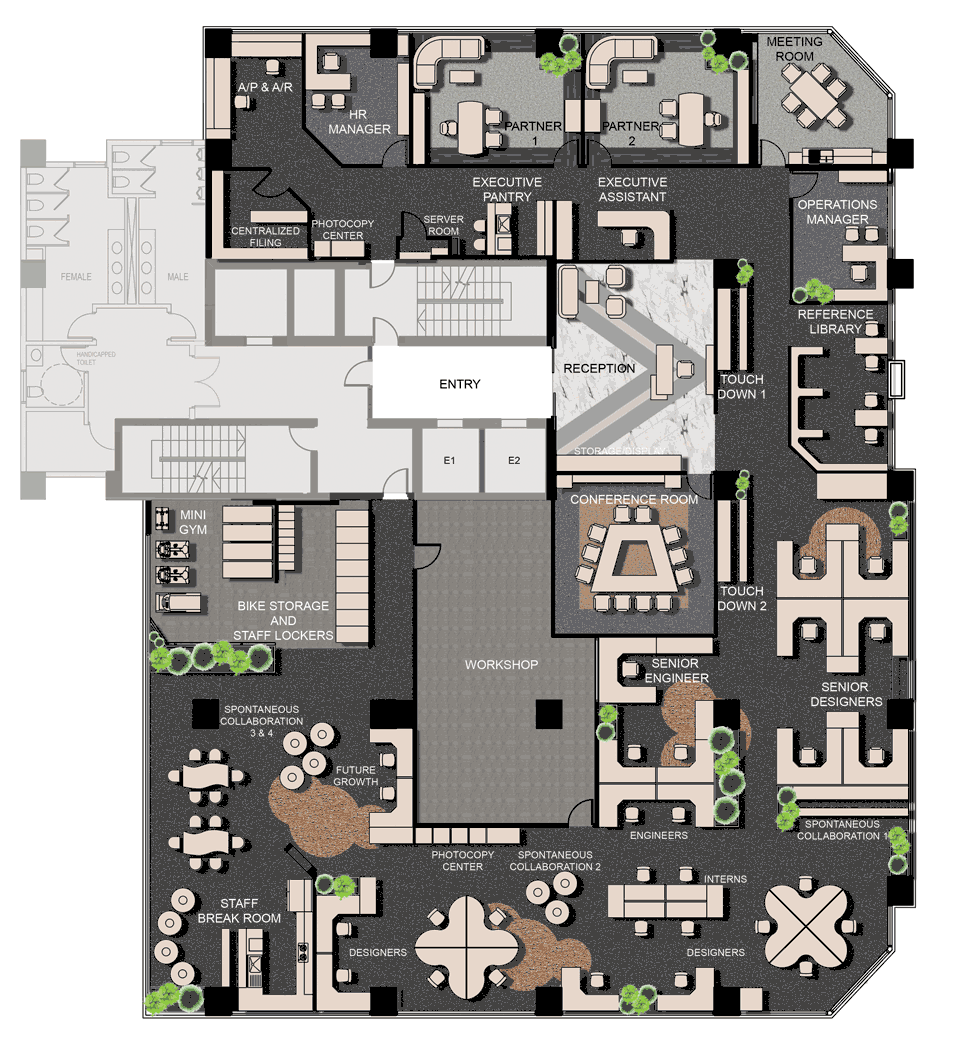 MEETING
ROOM
A/P & A/R
HR
MANAGER
PARTNER
1
PARTNER
2
EXECUTIVE
PANTRY
EXECUTIVE
ASSISTANT
OPERATIONS
MANAGER
CENTRALIZED
FILING
PHOTOCOPY
CENTER
SERVER
ROOM
FEMALE
MALE
HANDICAPPED
TOILET
REFERENCE
LIBRARY
ENTRY
RECEPTION
TOUCH
DOWN 1
E1
E2
STORAGE/DISPLAY
CONFERENCE ROOM
MINI
GYM
BIKE STORAGE
AND
STAFF LOCKERS
TOUCH
DOWN 2
WORKSHOP
SENIOR
ENGINEER
SENIOR
DESIGNERS
SPONTANEOUS
COLLABORATION
3 & 4
FUTURE
GROWTH
ENGINEERS
SPONTANEOUS
COLLABORATION 1
PHOTOCOPY
CENTER
SPONTANEOUS
COLLABORATION 2
INTERNS
STAFF
BREAK ROOM
DESIGNERS
DESIGNERS